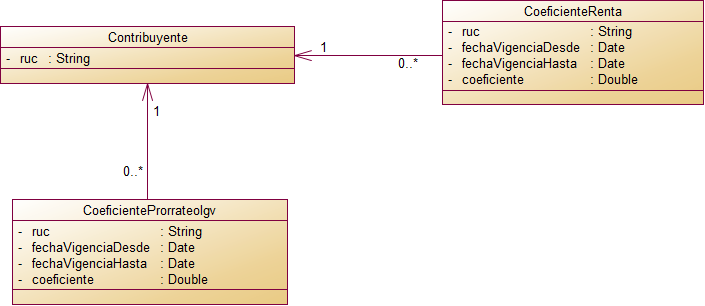 Contribuyente
- ruc : String
1
0..*
CoeficienteRenta
- ruc : String
- fechaVigenciaDesde : Date
- fechaVigenciaHasta : Date
- coeficiente : Double
1
0..*
CoeficienteProrrateoIgv
- ruc : String
- fechaVigenciaDesde : Date
- fechaVigenciaHasta : Date
- coeficiente : Double